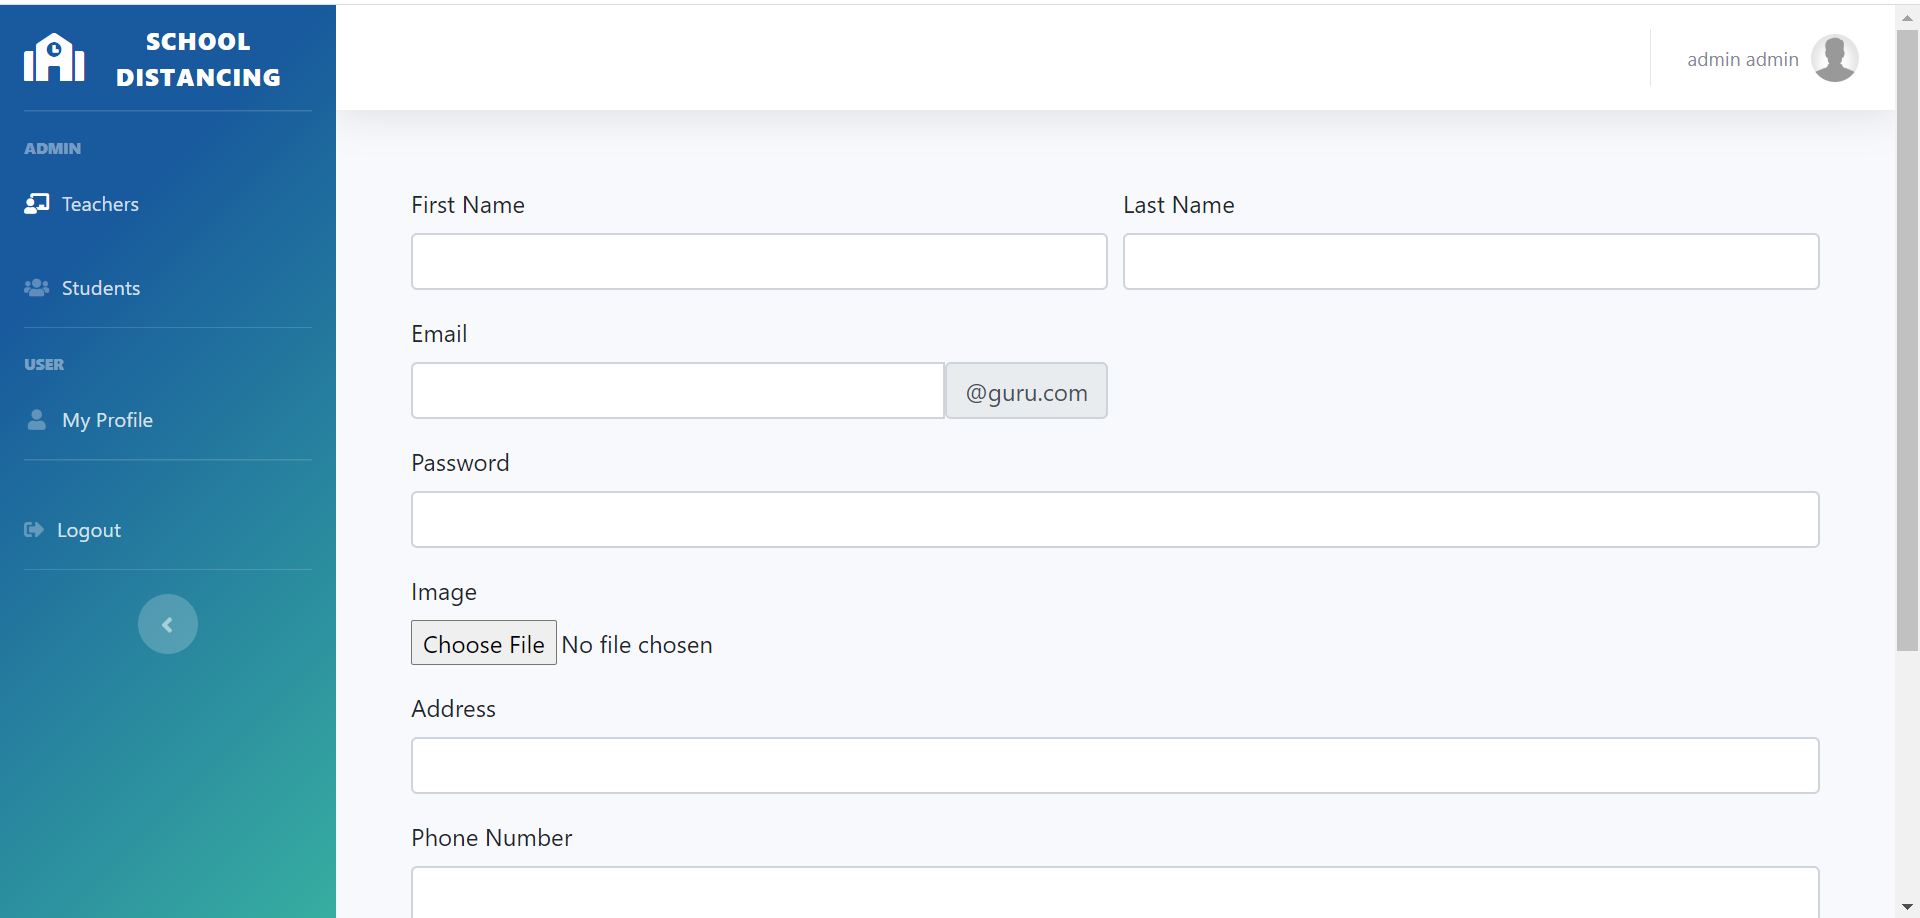 SCHOOL
DISTANCING
ADMIN
Teachers
Students
USER
My Profile
Logout
admin admin
First Name
Last Name
Email
@guru.com
Password
Image
Choose File No file chosen
Address
Phone Number